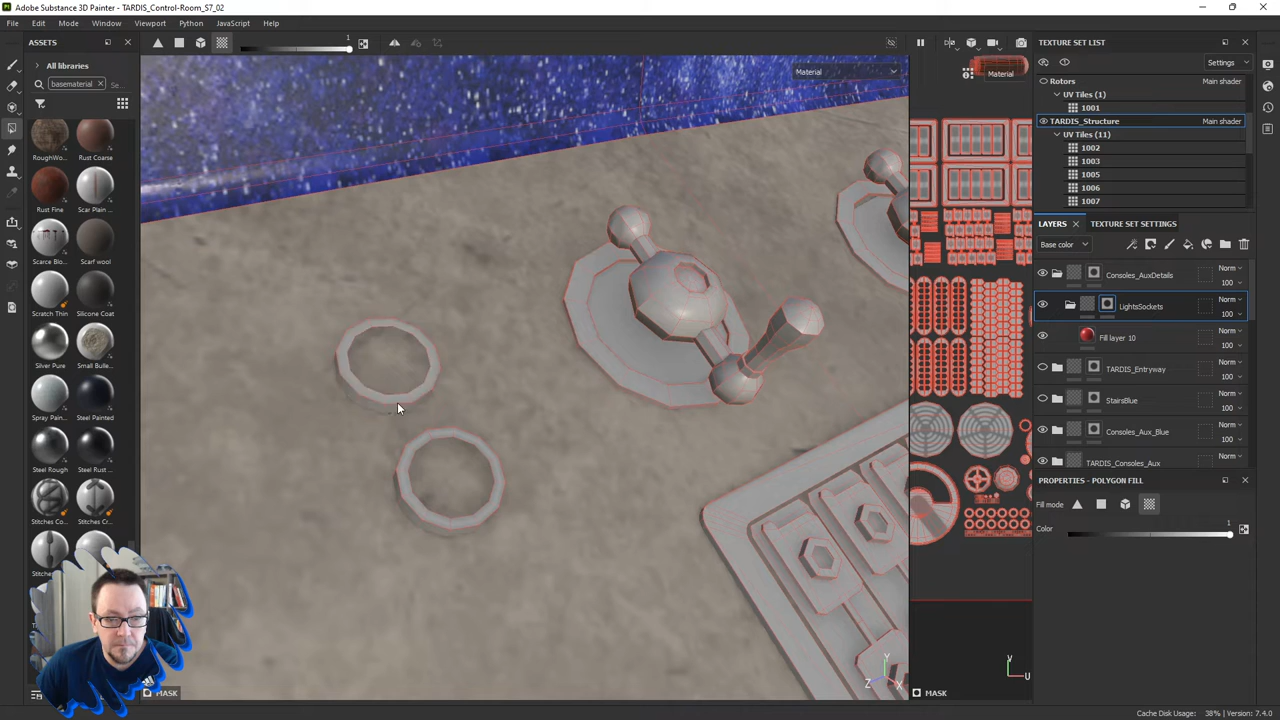 Adobe Substance 3D Painter - TARDIS_Control-Room_S7_02
File Edit Mode Window Viewport Python JavaScript Help
ASSETS
All libraries
basematerial
Se...
RoughWo...
Rust Coarse
Rust Fine
Scar Plain ...
Scarce Blo...
Scarf wool
Scratch Thin
Silicone Coat
Silver Pure
Small Bulle...
Spray Pain...
Steel Painted
Steel Rough
Steel Rust ...
Stitches Co...
Stitches Cr...
1
Material
Material
Y
Z
X
MASK
V
U
MASK
TEXTURE SET LIST
Settings
Rotors
Main shader
UV Tiles (1)
1001
TARDIS_Structure
Main shader
UV Tiles (11)
1002
1003
1005
1006
1007
LAYERS
TEXTURE SET SETTINGS
Base color
Consoles_AuxDetails
Norm
100
LightsSockets
Norm
100
Fill layer 10
Norm
100
TARDIS_Entryway
Norm
100
StairsBlue
Norm
100
Consoles_Aux_Blue
Norm
100
TARDIS_Consoles_Aux
Norm
PROPERTIES - POLYGON FILL
Fill mode
Color
1
Cache Disk Usage: 38% | Version: 7.4.0